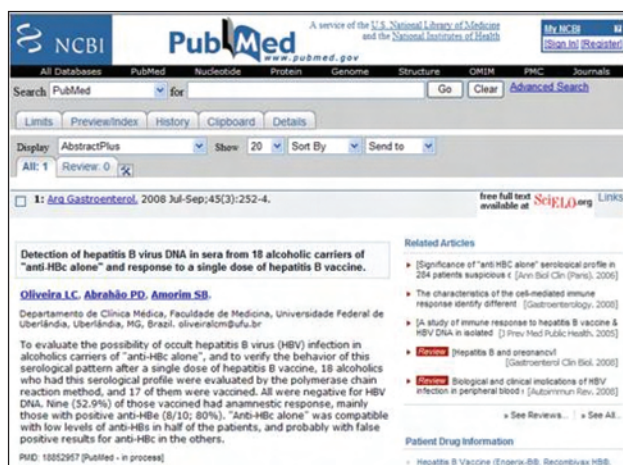 NCBI
PubMed
www.pubmed.gov
A service of the U.S. National Library of Medicine
and the National Institutes of Health
My NCBI
[Sign In] [Register]
All Databases PubMed Nucleotide Protein Genome Structure OMIM PMC Journals
Search PubMed for Go Clear Advanced Search
Limits Preview/Index History Clipboard Details
Display AbstractPlus Show 20 Sort By Send to
All: 1 Review: 0
1: Arq Gastroenterol. 2008 Jul-Sep;45(3):252-4.
free full text
available at SciELO.org
Links
Detection of hepatitis B virus DNA in sera from 18 alcoholic carriers of
"anti-HBc alone" and response to a single dose of hepatitis B vaccine.
Oliveira LC, Abrahão PD, Amorim SB.
Departamento de Clínica Médica, Faculdade de Medicina, Universidade Federal de
Uberlândia, Uberlândia, MG, Brazil. oliveiralcm@ufu.br
To evaluate the possibility of occult hepatitis B virus (HBV) infection in
alcoholics carriers of "anti-HBc alone", and to verify the behavior of this
serological pattern after a single dose of hepatitis B vaccine, 18 alcoholics
who had this serological profile were evaluated by the polymerase chain
reaction method, and 17 of them were vaccined. All were negative for HBV
DNA. Nine (52.9%) of those vaccined had anamnestic response, mainly
those with positive anti-HBe (8/10; 80%). "Anti-HBc alone" was compatible
with low levels of anti-HBs in half of the patients, and probably with false
positive results for anti-HBc in the others.
PMID: 18852957 [PubMed - in process]
Related Articles
[Significance of "anti HBC alone" serological profile in
284 patients suspicious [Ann Biol Clin (Paris). 2006]
The characteristics of the cell-mediated immune
response identify different [Gastroenterology. 2008]
[A study of immune response to hepatitis B vaccine &
HBV DNA in isolated [J Prev Med Public Health. 2005]
Review [Hepatitis B and pregnancy]
[Gastroenterol Clin Biol. 2008]
Review Biological and clinical implications of HBV
infection in peripheral blood [Autoimmun Rev. 2008]
» See Reviews... » See All...
Patient Drug Information
Hepatitis B Vaccine (Engerix-B®, Recombivax HB®,